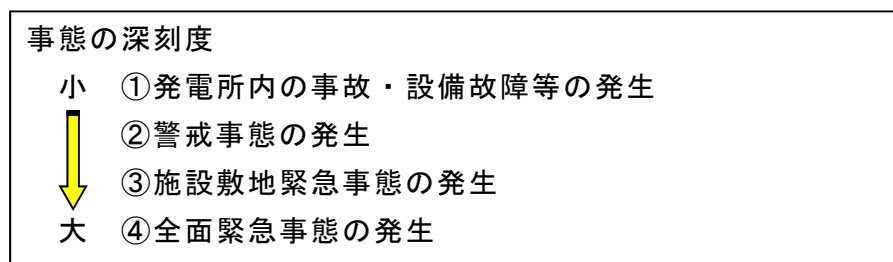 事態の深刻度
小 ①発電所内の事故・設備故障等の発生
②警戒事態の発生
③施設敷地緊急事態の発生
大 ④全面緊急事態の発生